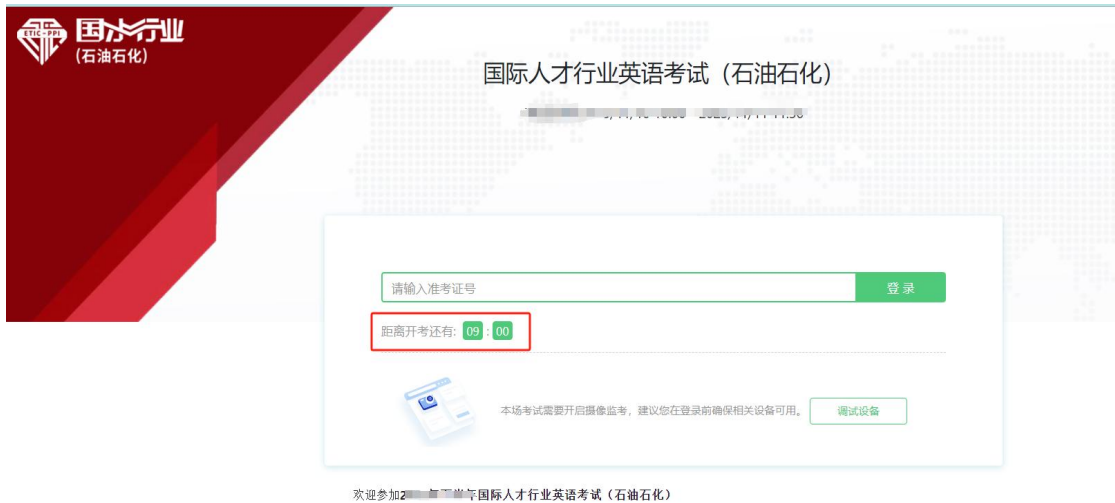 ETIC-PPI
国才行业
(石油石化)
国际人才行业英语考试（石油石化）
请输入准考证号
登录
距离开考还有: 09 : 00
本场考试需要开启摄像监考，建议您在登录前确保相关设备可用。
调试设备
欢迎参加2 年国际人才行业英语考试（石油石化）